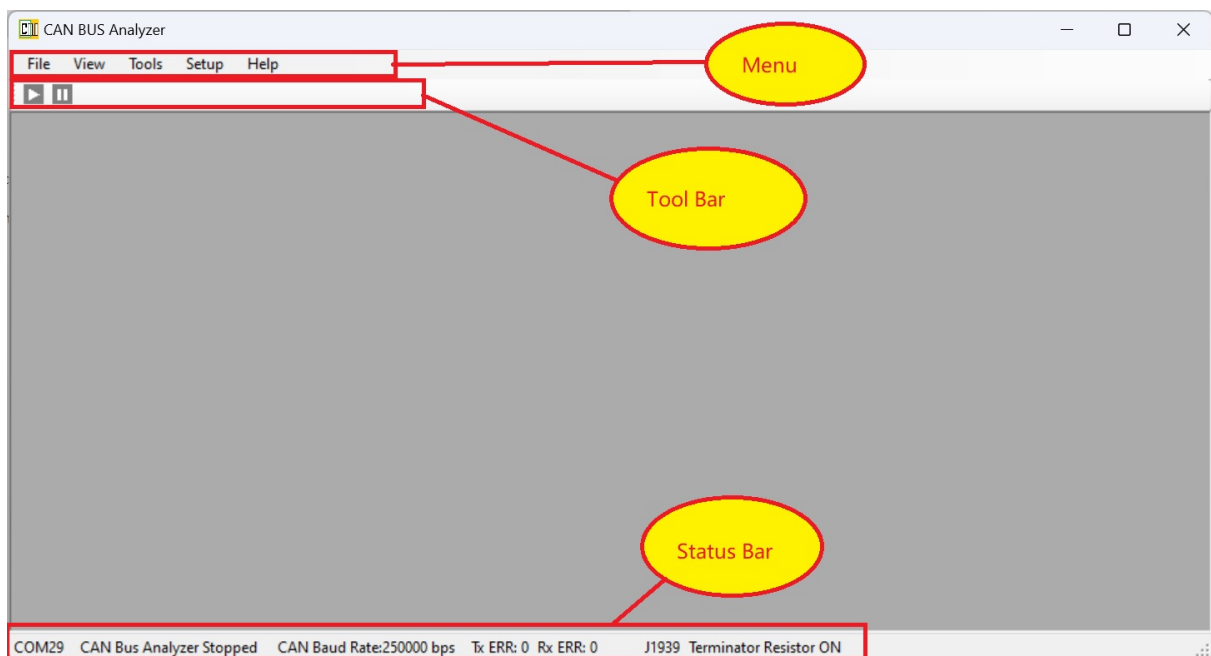 CAN BUS Analyzer
File View Tools Setup Help
Menu
Tool Bar
Status Bar
COM29 CAN Bus Analyzer Stopped CAN Baud Rate:250000 bps Tx ERR: 0 Rx ERR: 0 J1939 Terminator Resistor ON